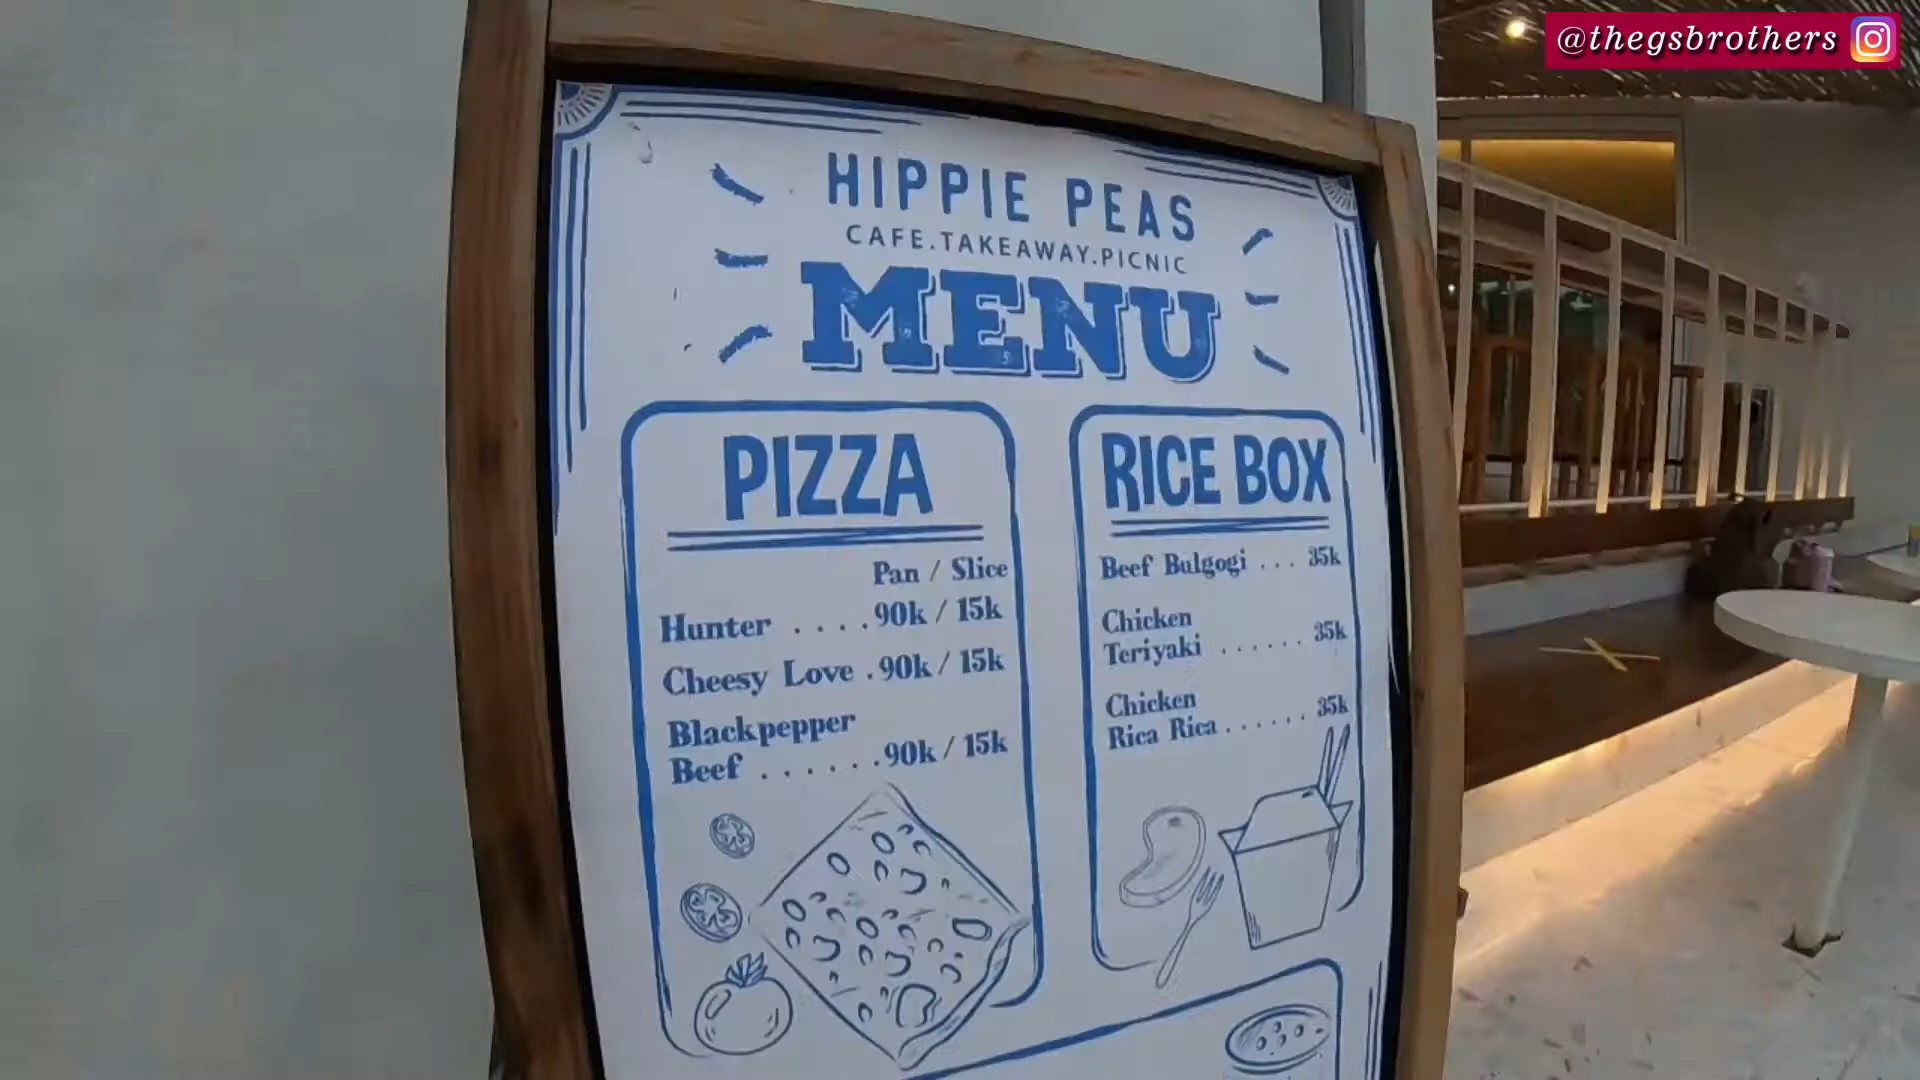 @thegsbrothers
HIPPIE PEAS
CAFE.TAKEAWAY.PICNIC
MENU
PIZZA
Pan / Slice
Hunter ....90k / 15k
Cheesy Love .90k / 15k
Blackpepper
Beef .......90k / 15k
RICE BOX
Beef Bulgogi ... 35k
Chicken
Teriyaki ...... 35k
Chicken
Rica Rica ...... 35k